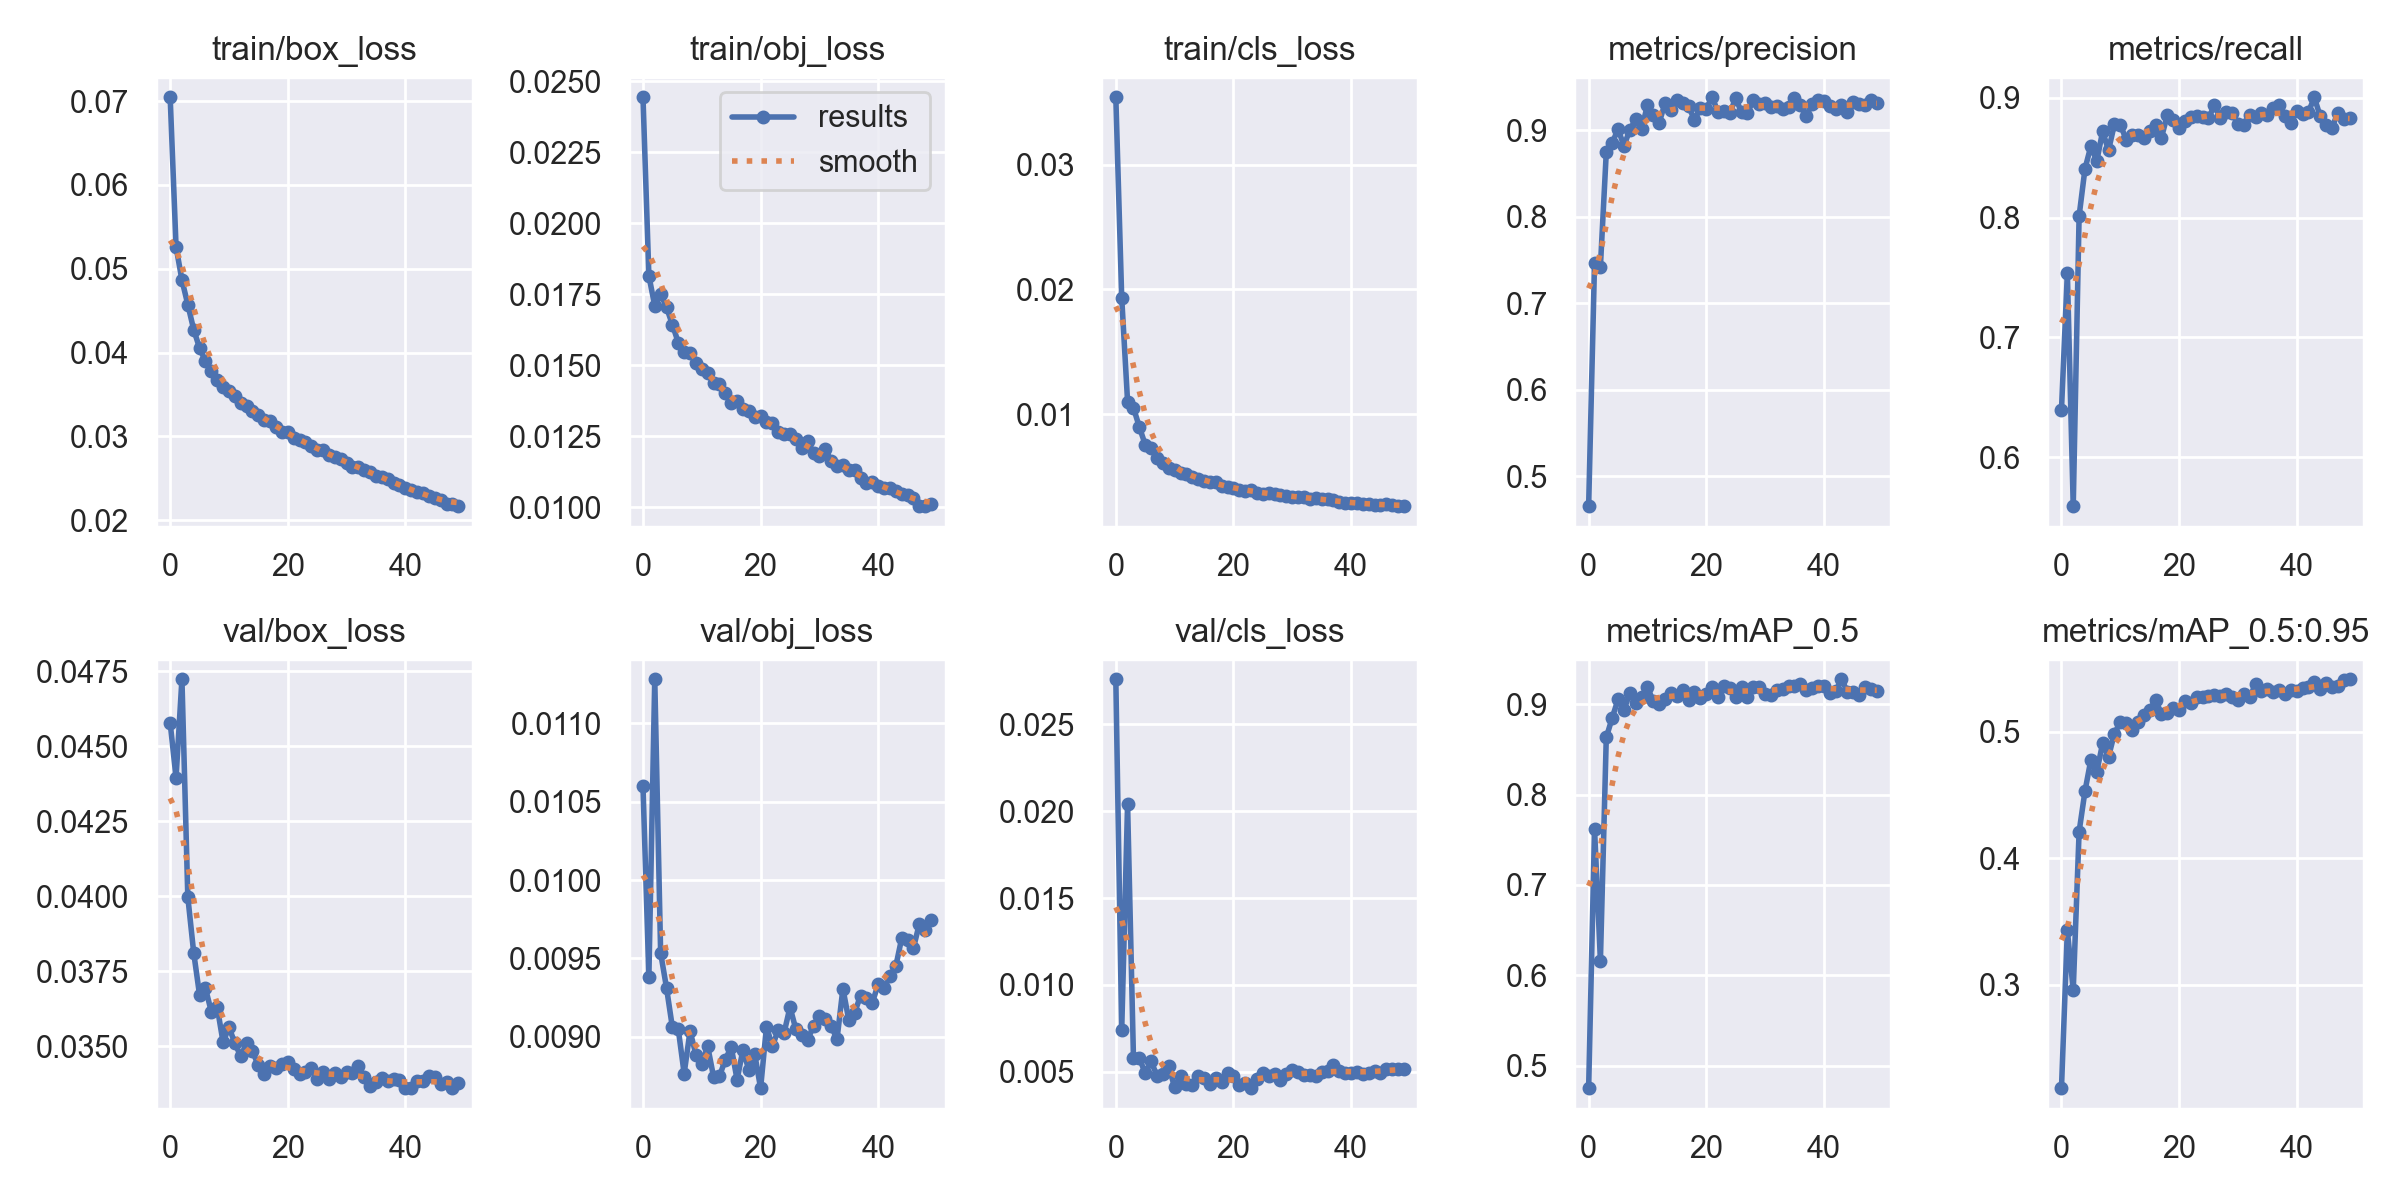 train/box_loss
0.07
0.06
0.05
0.04
0.03
0.02
0 20 40
train/obj_loss
results
smooth
0.0250
0.0225
0.0200
0.0175
0.0150
0.0125
0.0100
0 20 40
train/cls_loss
0.03
0.02
0.01
0 20 40
metrics/precision
0.9
0.8
0.7
0.6
0.5
0 20 40
metrics/recall
0.9
0.8
0.7
0.6
0 20 40
val/box_loss
0.0475
0.0450
0.0425
0.0400
0.0375
0.0350
0 20 40
val/obj_loss
0.0110
0.0105
0.0100
0.0095
0.0090
0 20 40
val/cls_loss
0.025
0.020
0.015
0.010
0.005
0 20 40
metrics/mAP_0.5
0.9
0.8
0.7
0.6
0.5
0 20 40
metrics/mAP_0.5:0.95
0.5
0.4
0.3
0 20 40